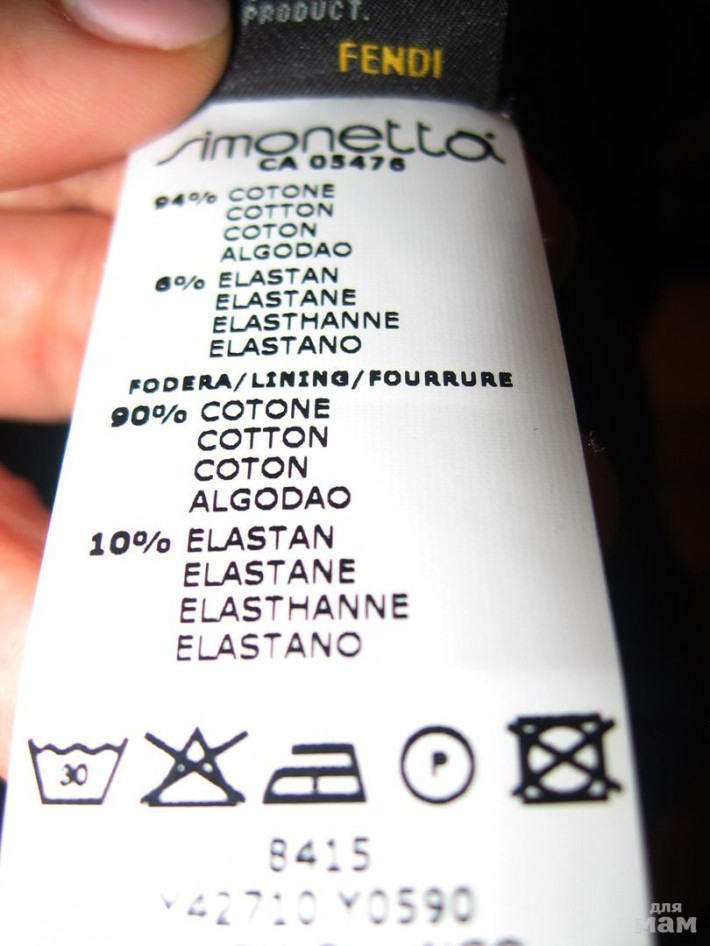 PRODUCT.
FENDI
simonetta
CA 05476
94% COTONE
COTTON
COTON
ALGODAO
6% ELASTAN
ELASTANE
ELASTHANNE
ELASTANO
FODERA/LINING/FOURRURE
90% COTONE
COTTON
COTON
ALGODAO
10% ELASTAN
ELASTANE
ELASTHANNE
ELASTANO
30
P
8415
Y42710 Y0590
для
мам